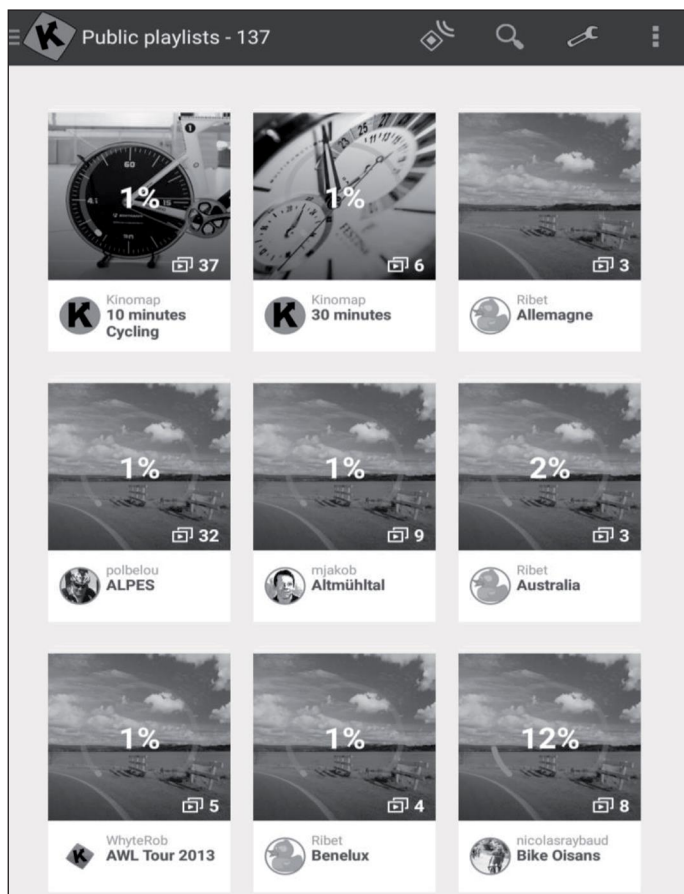 K Public playlists - 137
1%
37
Kinomap
10 minutes
Cycling
1%
6
Kinomap
30 minutes
3
Ribet
Allemagne
1%
32
polbelou
ALPES
1%
9
mjakob
Altmühltal
2%
3
Ribet
Australia
1%
5
WhyteRob
AWL Tour 2013
1%
4
Ribet
Benelux
12%
8
nicolasraybaud
Bike Oisans